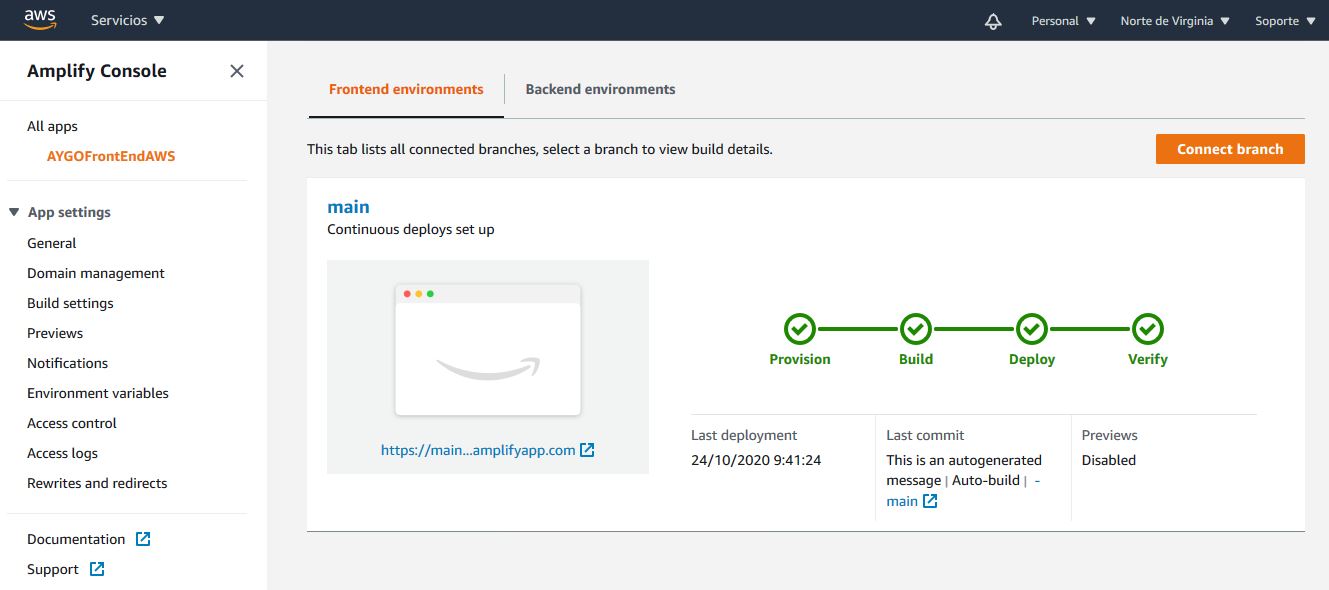 aws
Servicios
Personal
Norte de Virginia
Soporte
Amplify Console
All apps
AYGOFrontEndAWS
App settings
General
Domain management
Build settings
Previews
Notifications
Environment variables
Access control
Access logs
Rewrites and redirects
Documentation
Support
Frontend environments
Backend environments
This tab lists all connected branches, select a branch to view build details.
Connect branch
main
Continuous deploys set up
https://main...amplifyapp.com
Provision
Build
Deploy
Verify
Last deployment
24/10/2020 9:41:24
Last commit
This is an autogenerated
message | Auto-build | -
main
Previews
Disabled